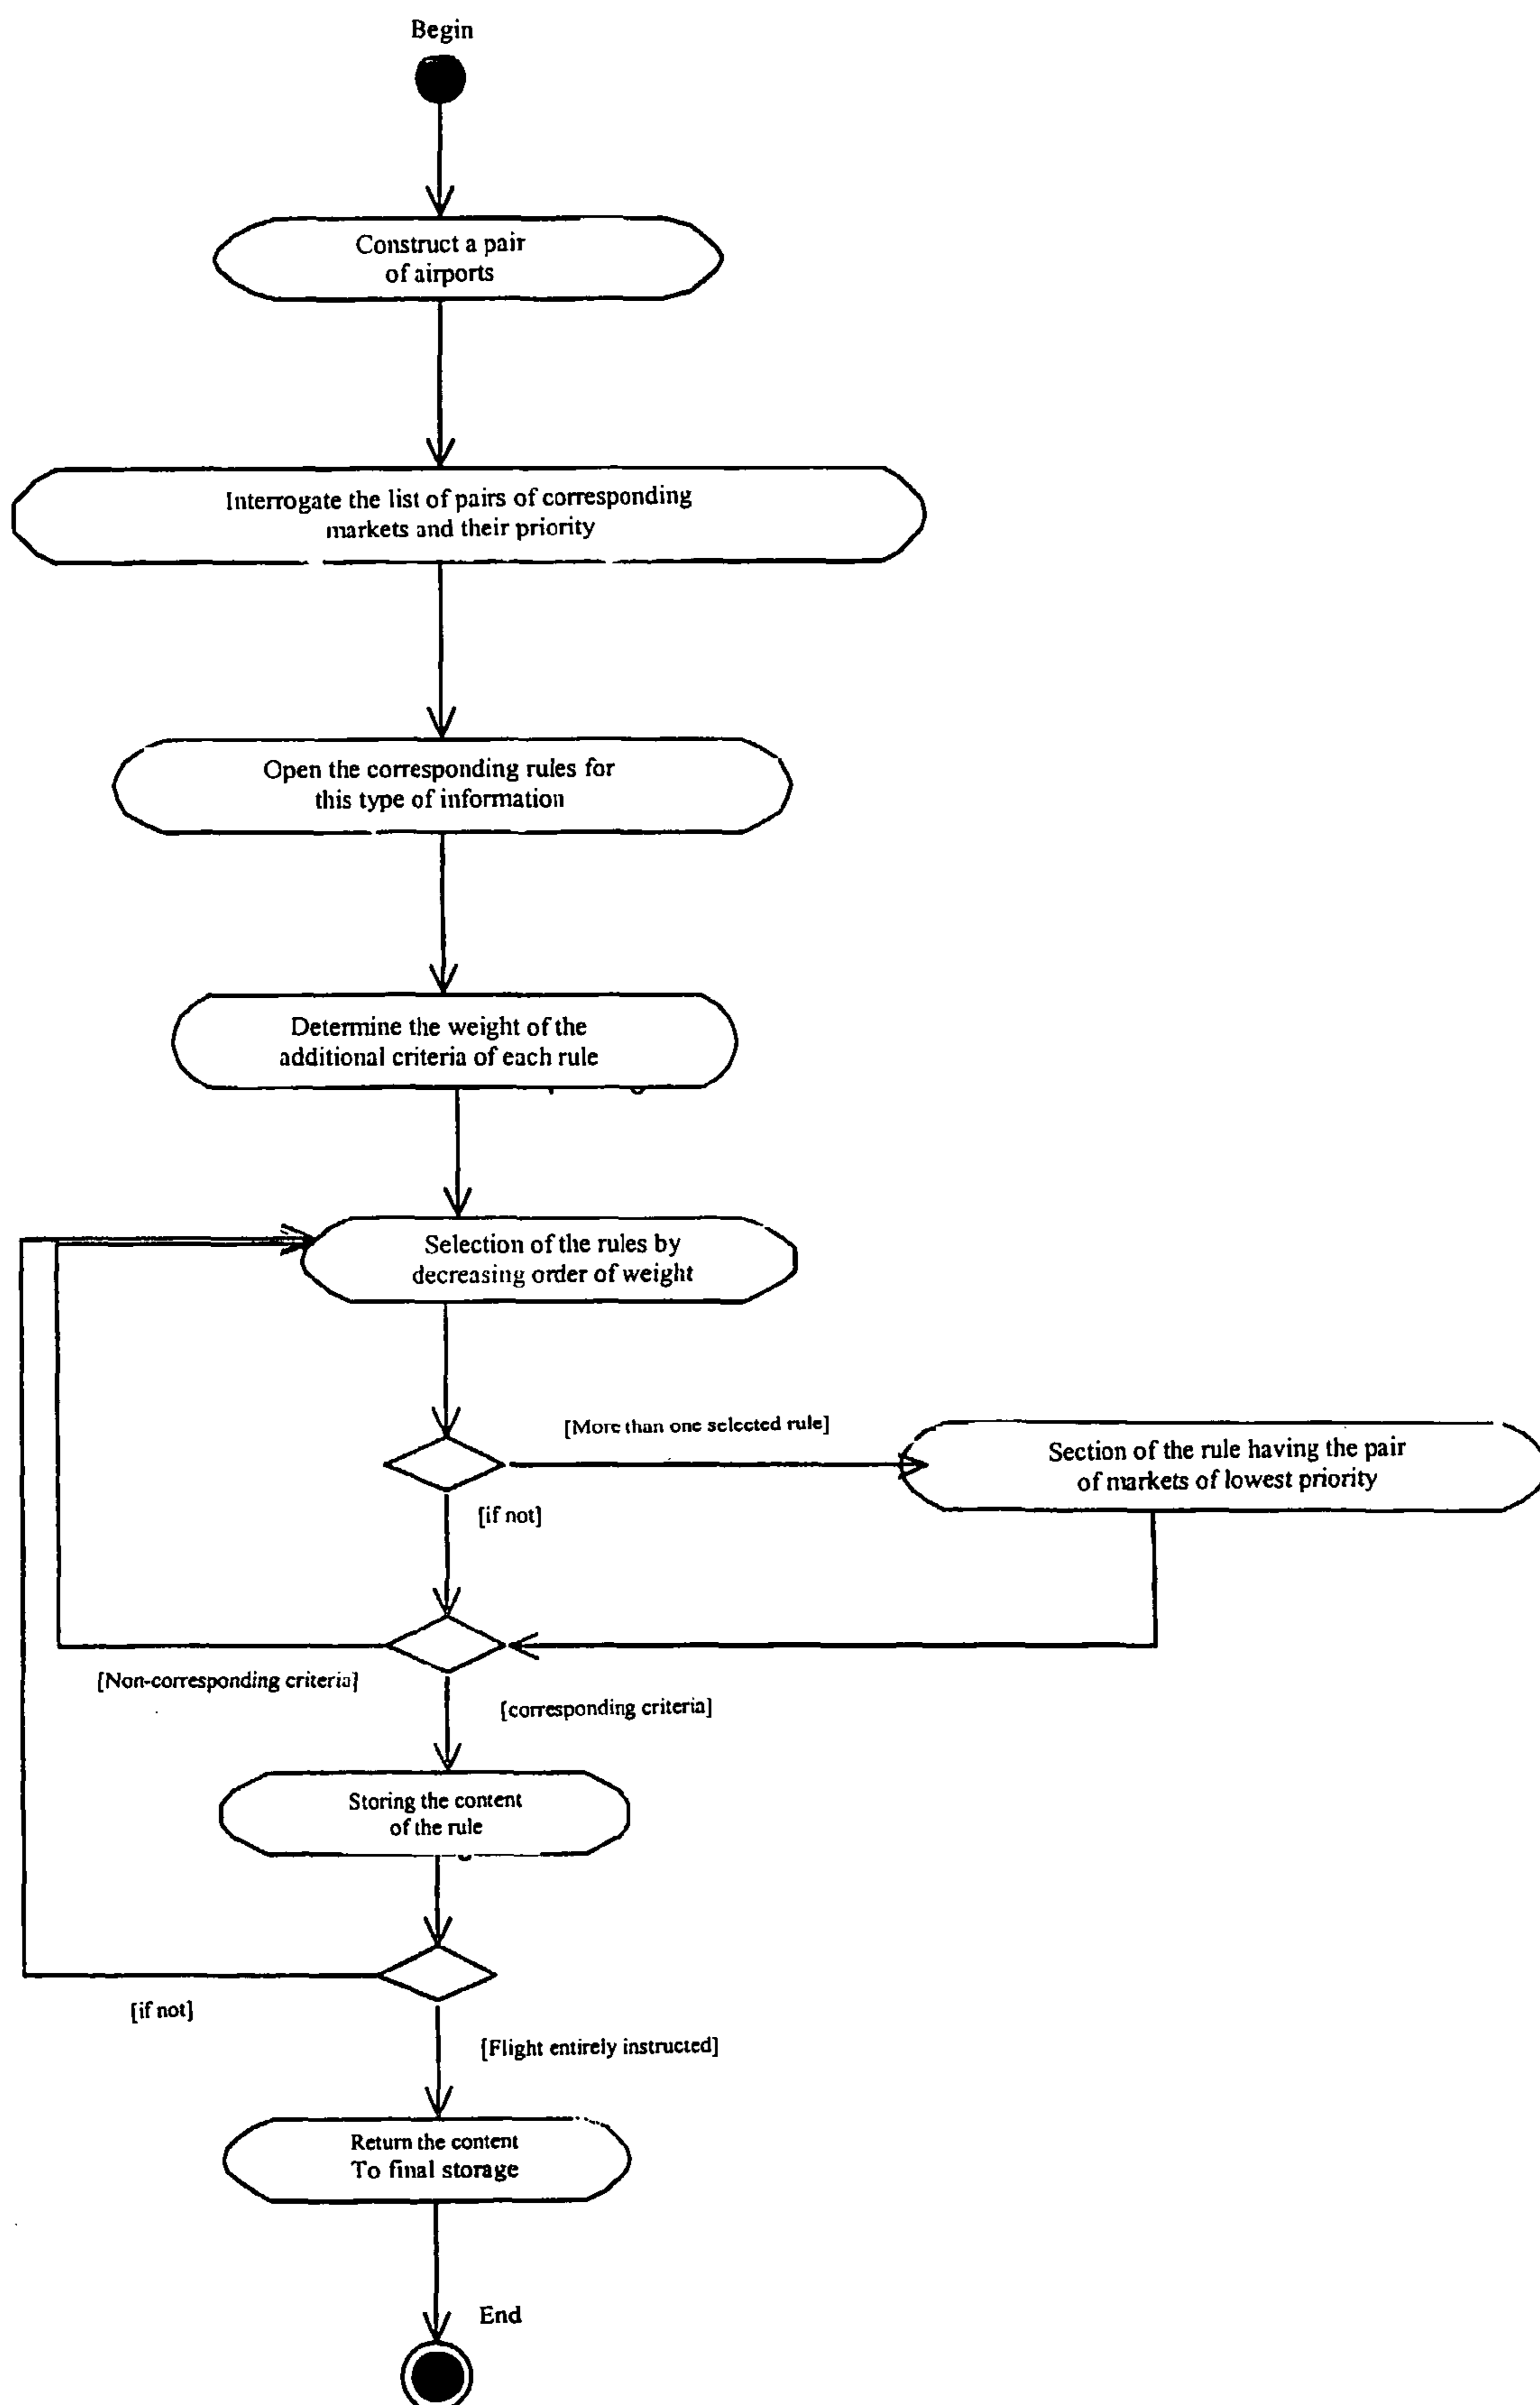 Begin
Construct a pair
of airports
Interrogate the list of pairs of corresponding
markets and their priority
Open the corresponding rules for
this type of information
Determine the weight of the
additional criteria of each rule
Selection of the rules by
decreasing order of weight
[More than one selected rule]
Section of the rule having the pair
of markets of lowest priority
[if not]
[Non-corresponding criteria]
[corresponding criteria]
Storing the content
of the rule
[if not]
[Flight entirely instructed]
Return the content
To final storage
End